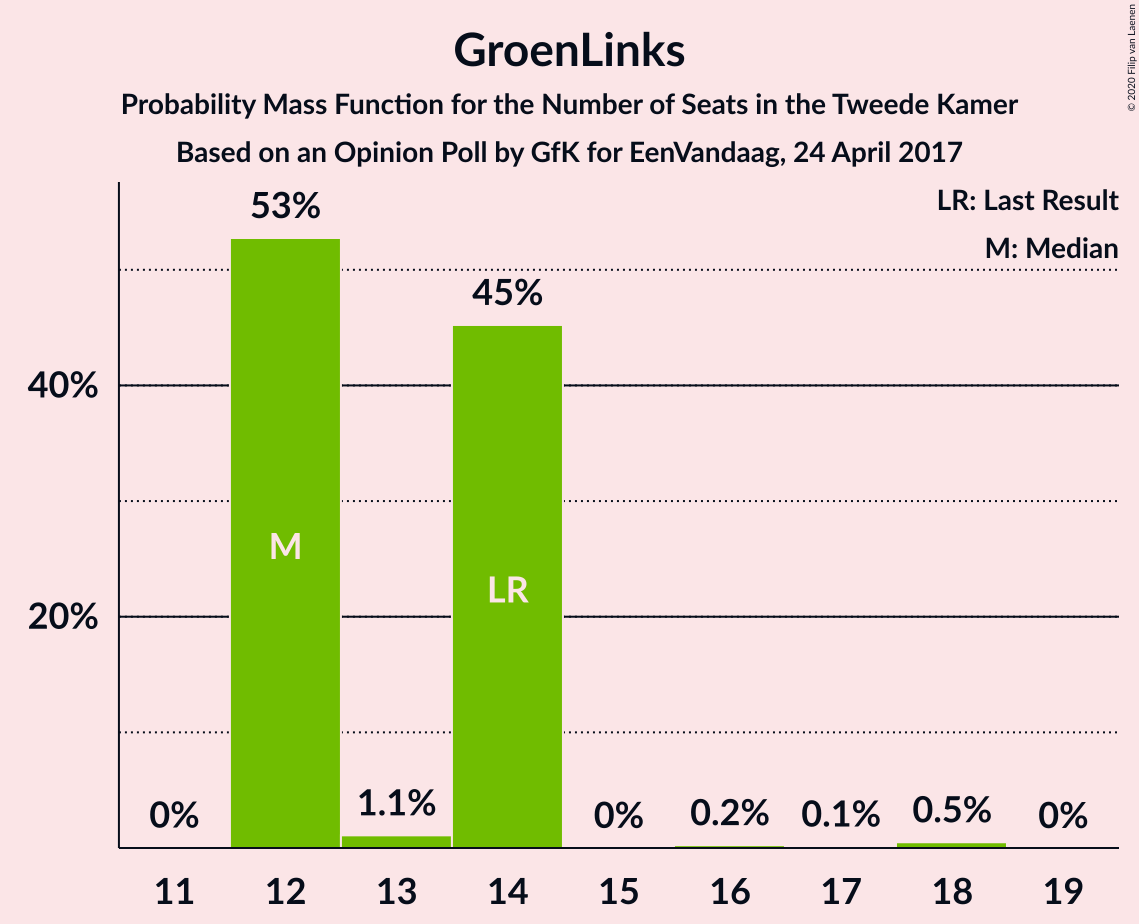 GroenLinks
Probability Mass Function for the Number of Seats in the Tweede Kamer
Based on an Opinion Poll by GfK for EenVandaag, 24 April 2017
© 2020 Filip van Laenen
LR: Last Result
M: Median
53%
45%
40%
M
LR
20%
0%
1.1%
0%
0.2%
0.1%
0.5%
0%
11 12 13 14 15 16 17 18 19